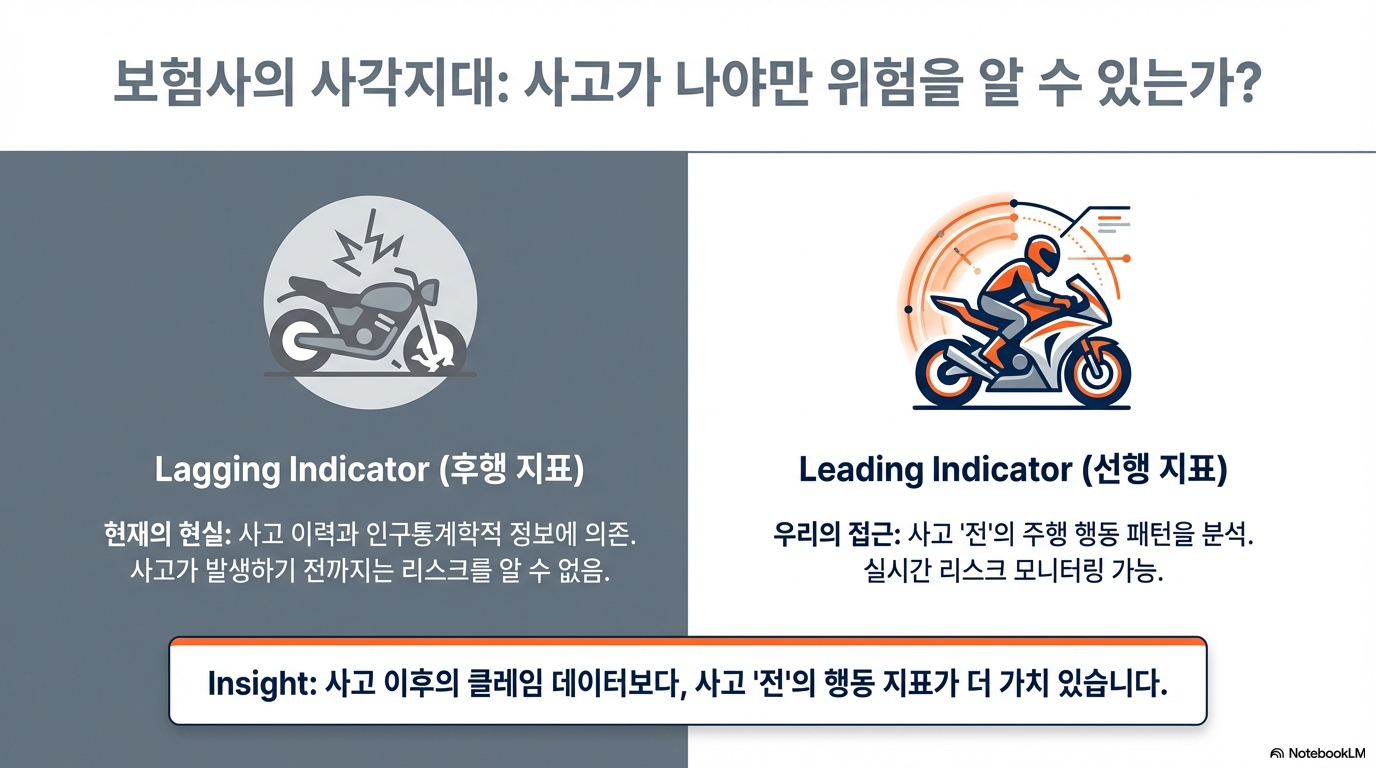 보험사의 사각지대: 사고가 나야만 위험을 알 수 있는가?
Lagging Indicator (후행 지표)
현재의 현실: 사고 이력과 인구통계학적 정보에 의존.
사고가 발생하기 전까지는 리스크를 알 수 없음.
Leading Indicator (선행 지표)
우리의 접근: 사고 '전'의 주행 행동 패턴을 분석.
실시간 리스크 모니터링 가능.
Insight: 사고 이후의 클레임 데이터보다, 사고 '전'의 행동 지표가 더 가치 있습니다.
NotebookLM